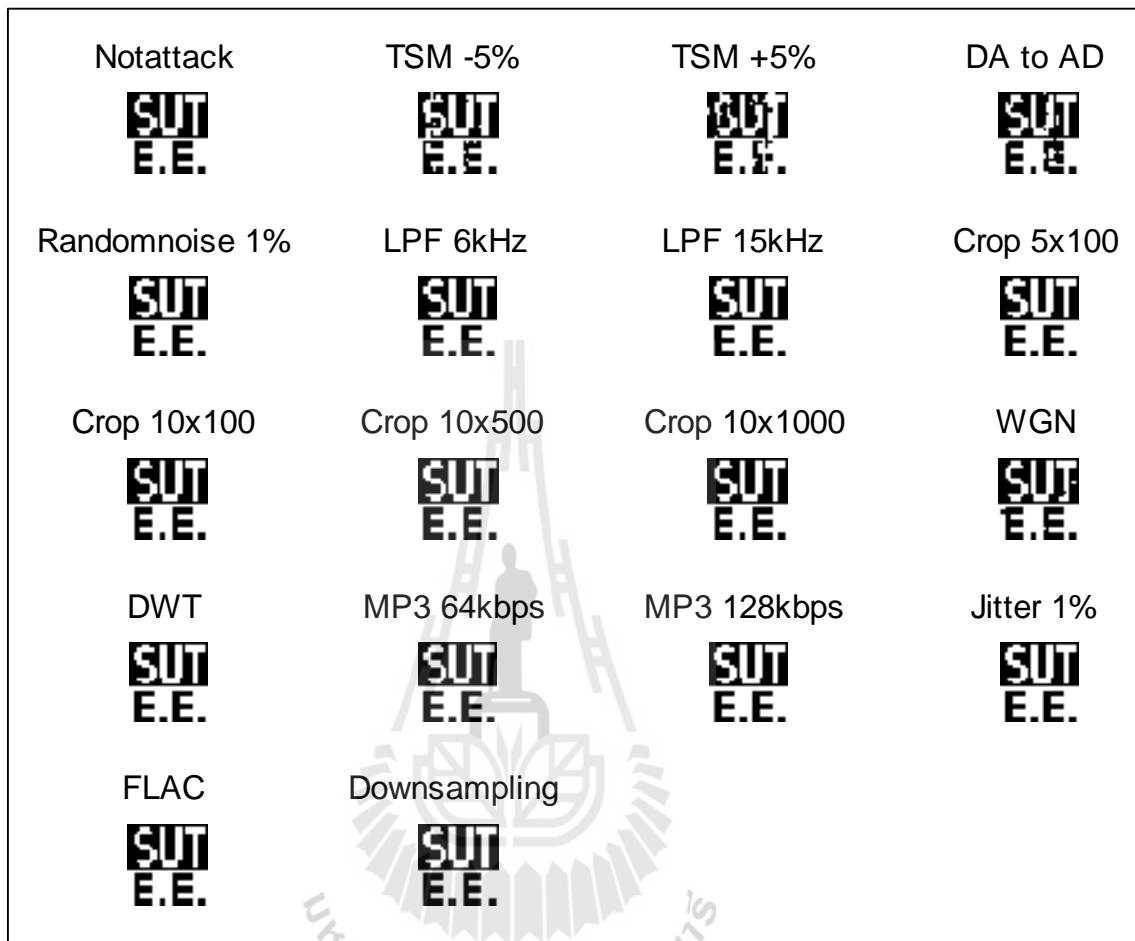 Notattack TSM -5% TSM +5% DA to AD
SUT SUT SUT SUT
E.E. E.E. E.E. E.E.
Randomnoise 1% LPF 6kHz LPF 15kHz Crop 5x100
SUT SUT SUT SUT
E.E. E.E. E.E. E.E.
Crop 10x100 Crop 10x500 Crop 10x1000 WGN
SUT SUT SUT SUT
E.E. E.E. E.E. E.E.
DWT MP3 64kbps MP3 128kbps Jitter 1%
SUT SUT SUT SUT
E.E. E.E. E.E. E.E.
FLAC Downsampling
SUT SUT
E.E. E.E.